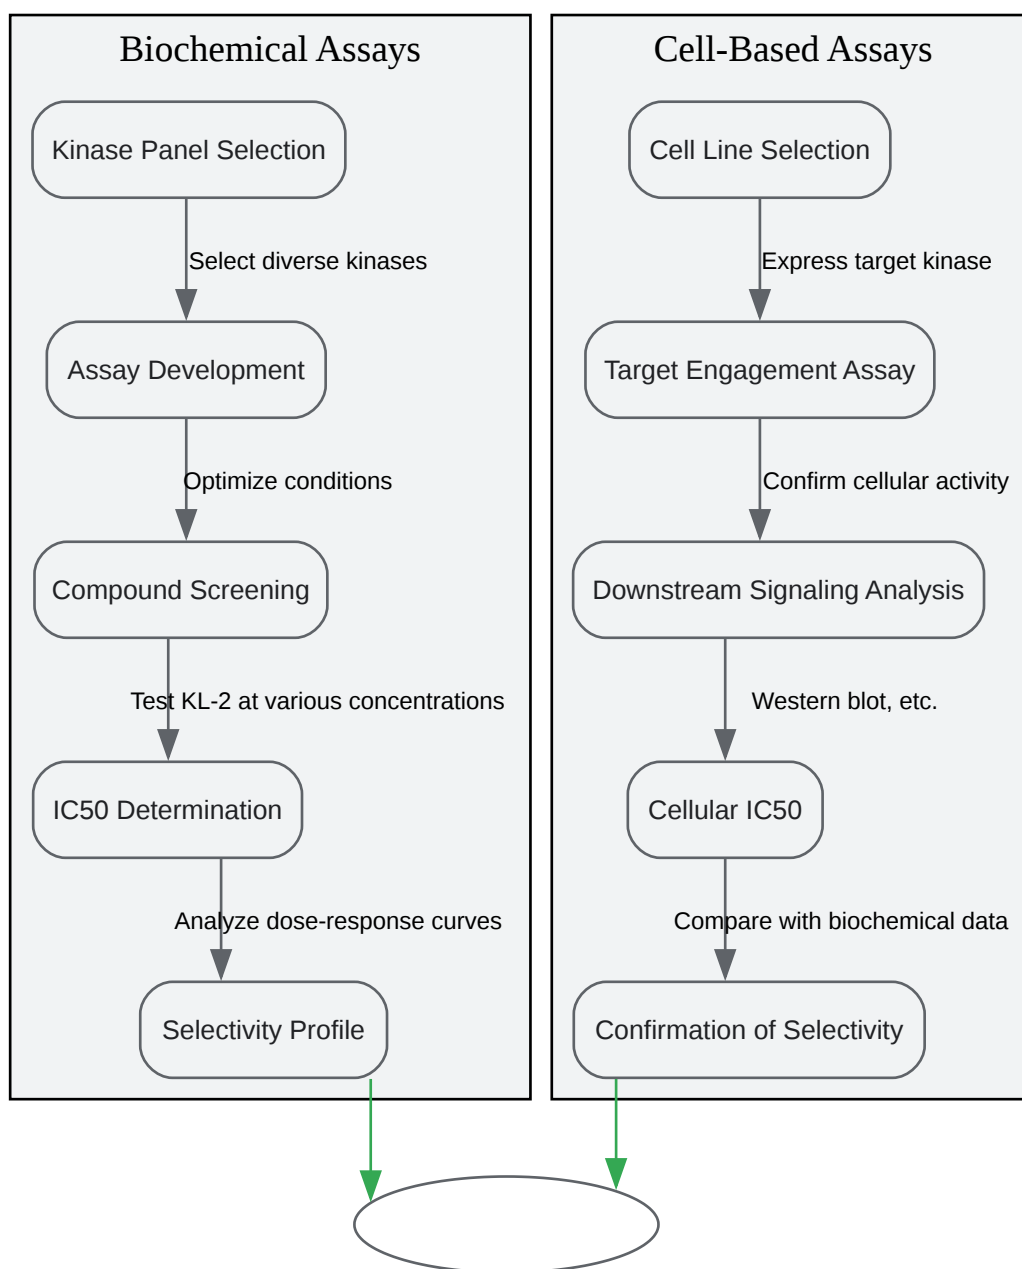 Biochemical Assays
Kinase Panel Selection
Select diverse kinases
Assay Development
Optimize conditions
Compound Screening
Test KL-2 at various concentrations
IC50 Determination
Analyze dose-response curves
Selectivity Profile
Cell-Based Assays
Cell Line Selection
Express target kinase
Target Engagement Assay
Confirm cellular activity
Downstream Signaling Analysis
Western blot, etc.
Cellular IC50
Compare with biochemical data
Confirmation of Selectivity